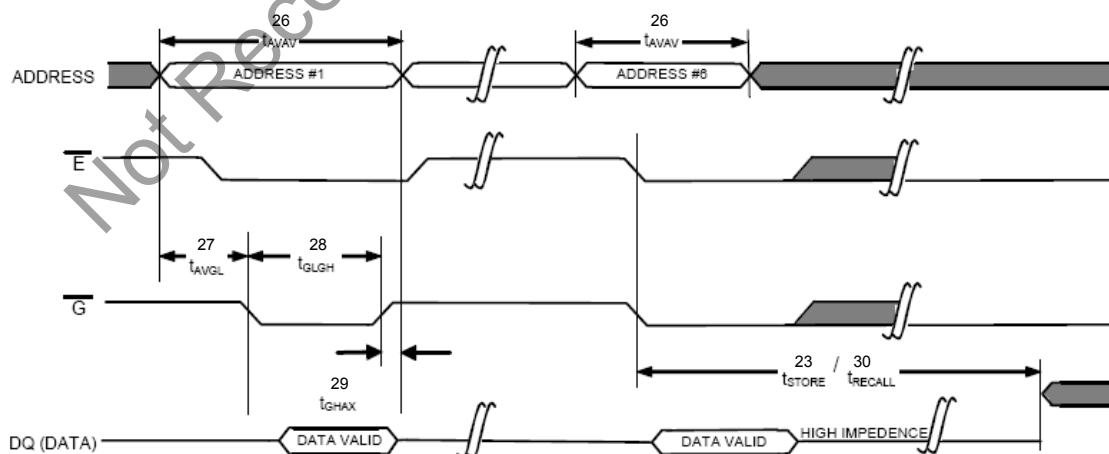 Not Reco
26
tAVAV
26
tAVAV
ADDRESS
ADDRESS #1
ADDRESS #6
E
27
tAVGL
28
tGLGH
G
29
tGHAX
23 / 30
tSTORE tRECALL
DQ (DATA)
DATA VALID
DATA VALID
HIGH IMPEDENCE